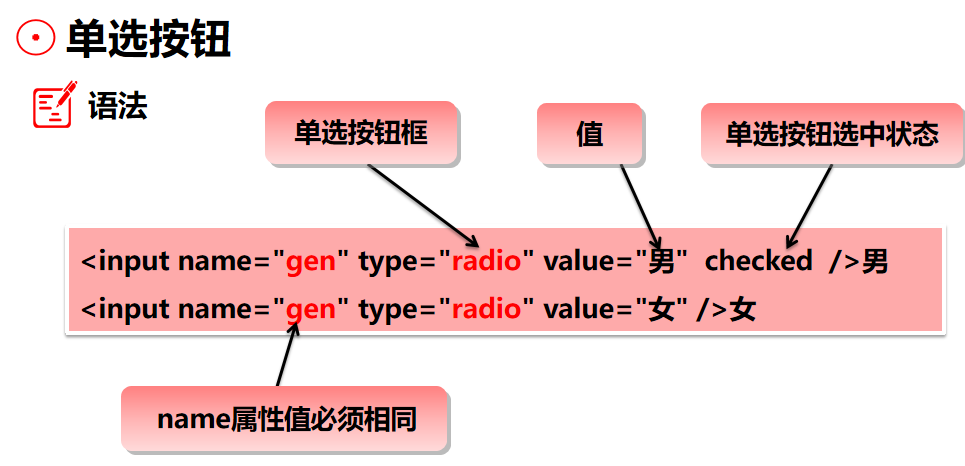 单选按钮
语法
单选按钮框
值
单选按钮选中状态
<input name="gen" type="radio" value="男" checked />男
<input name="gen" type="radio" value="女" />女
name属性值必须相同